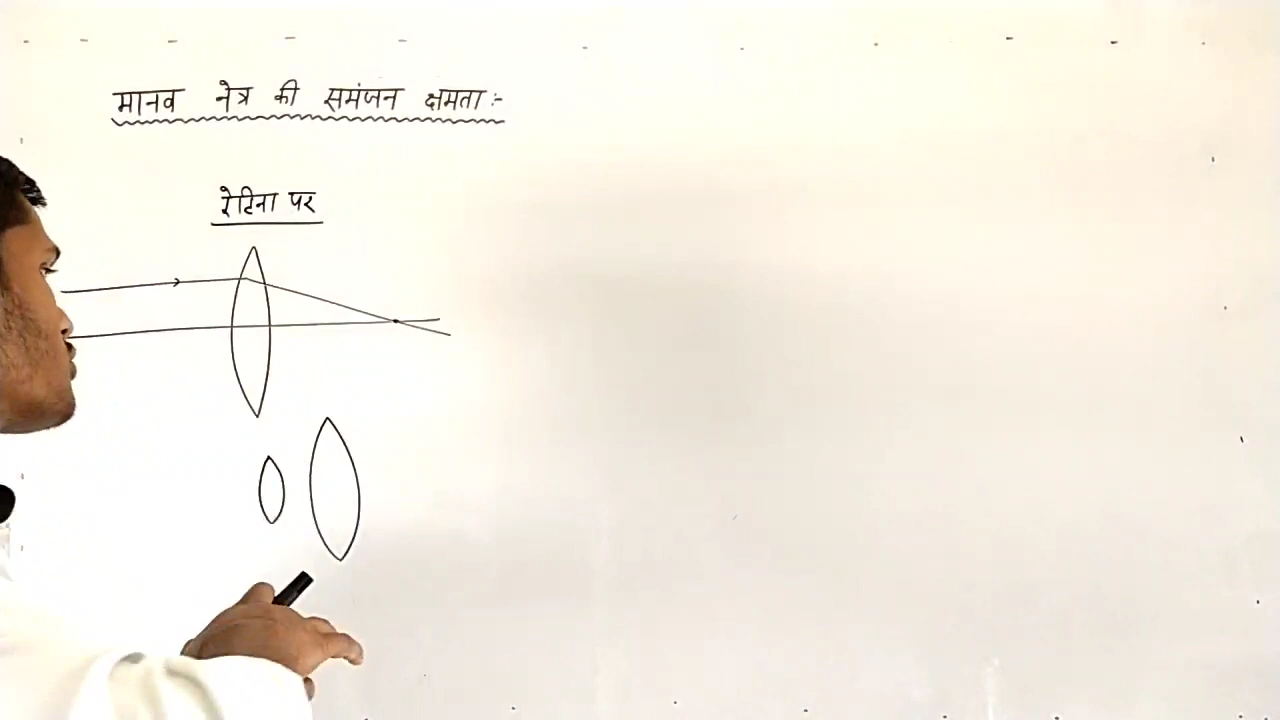 मानव नेत्र की समंजन क्षमता :-
रेटिना पर